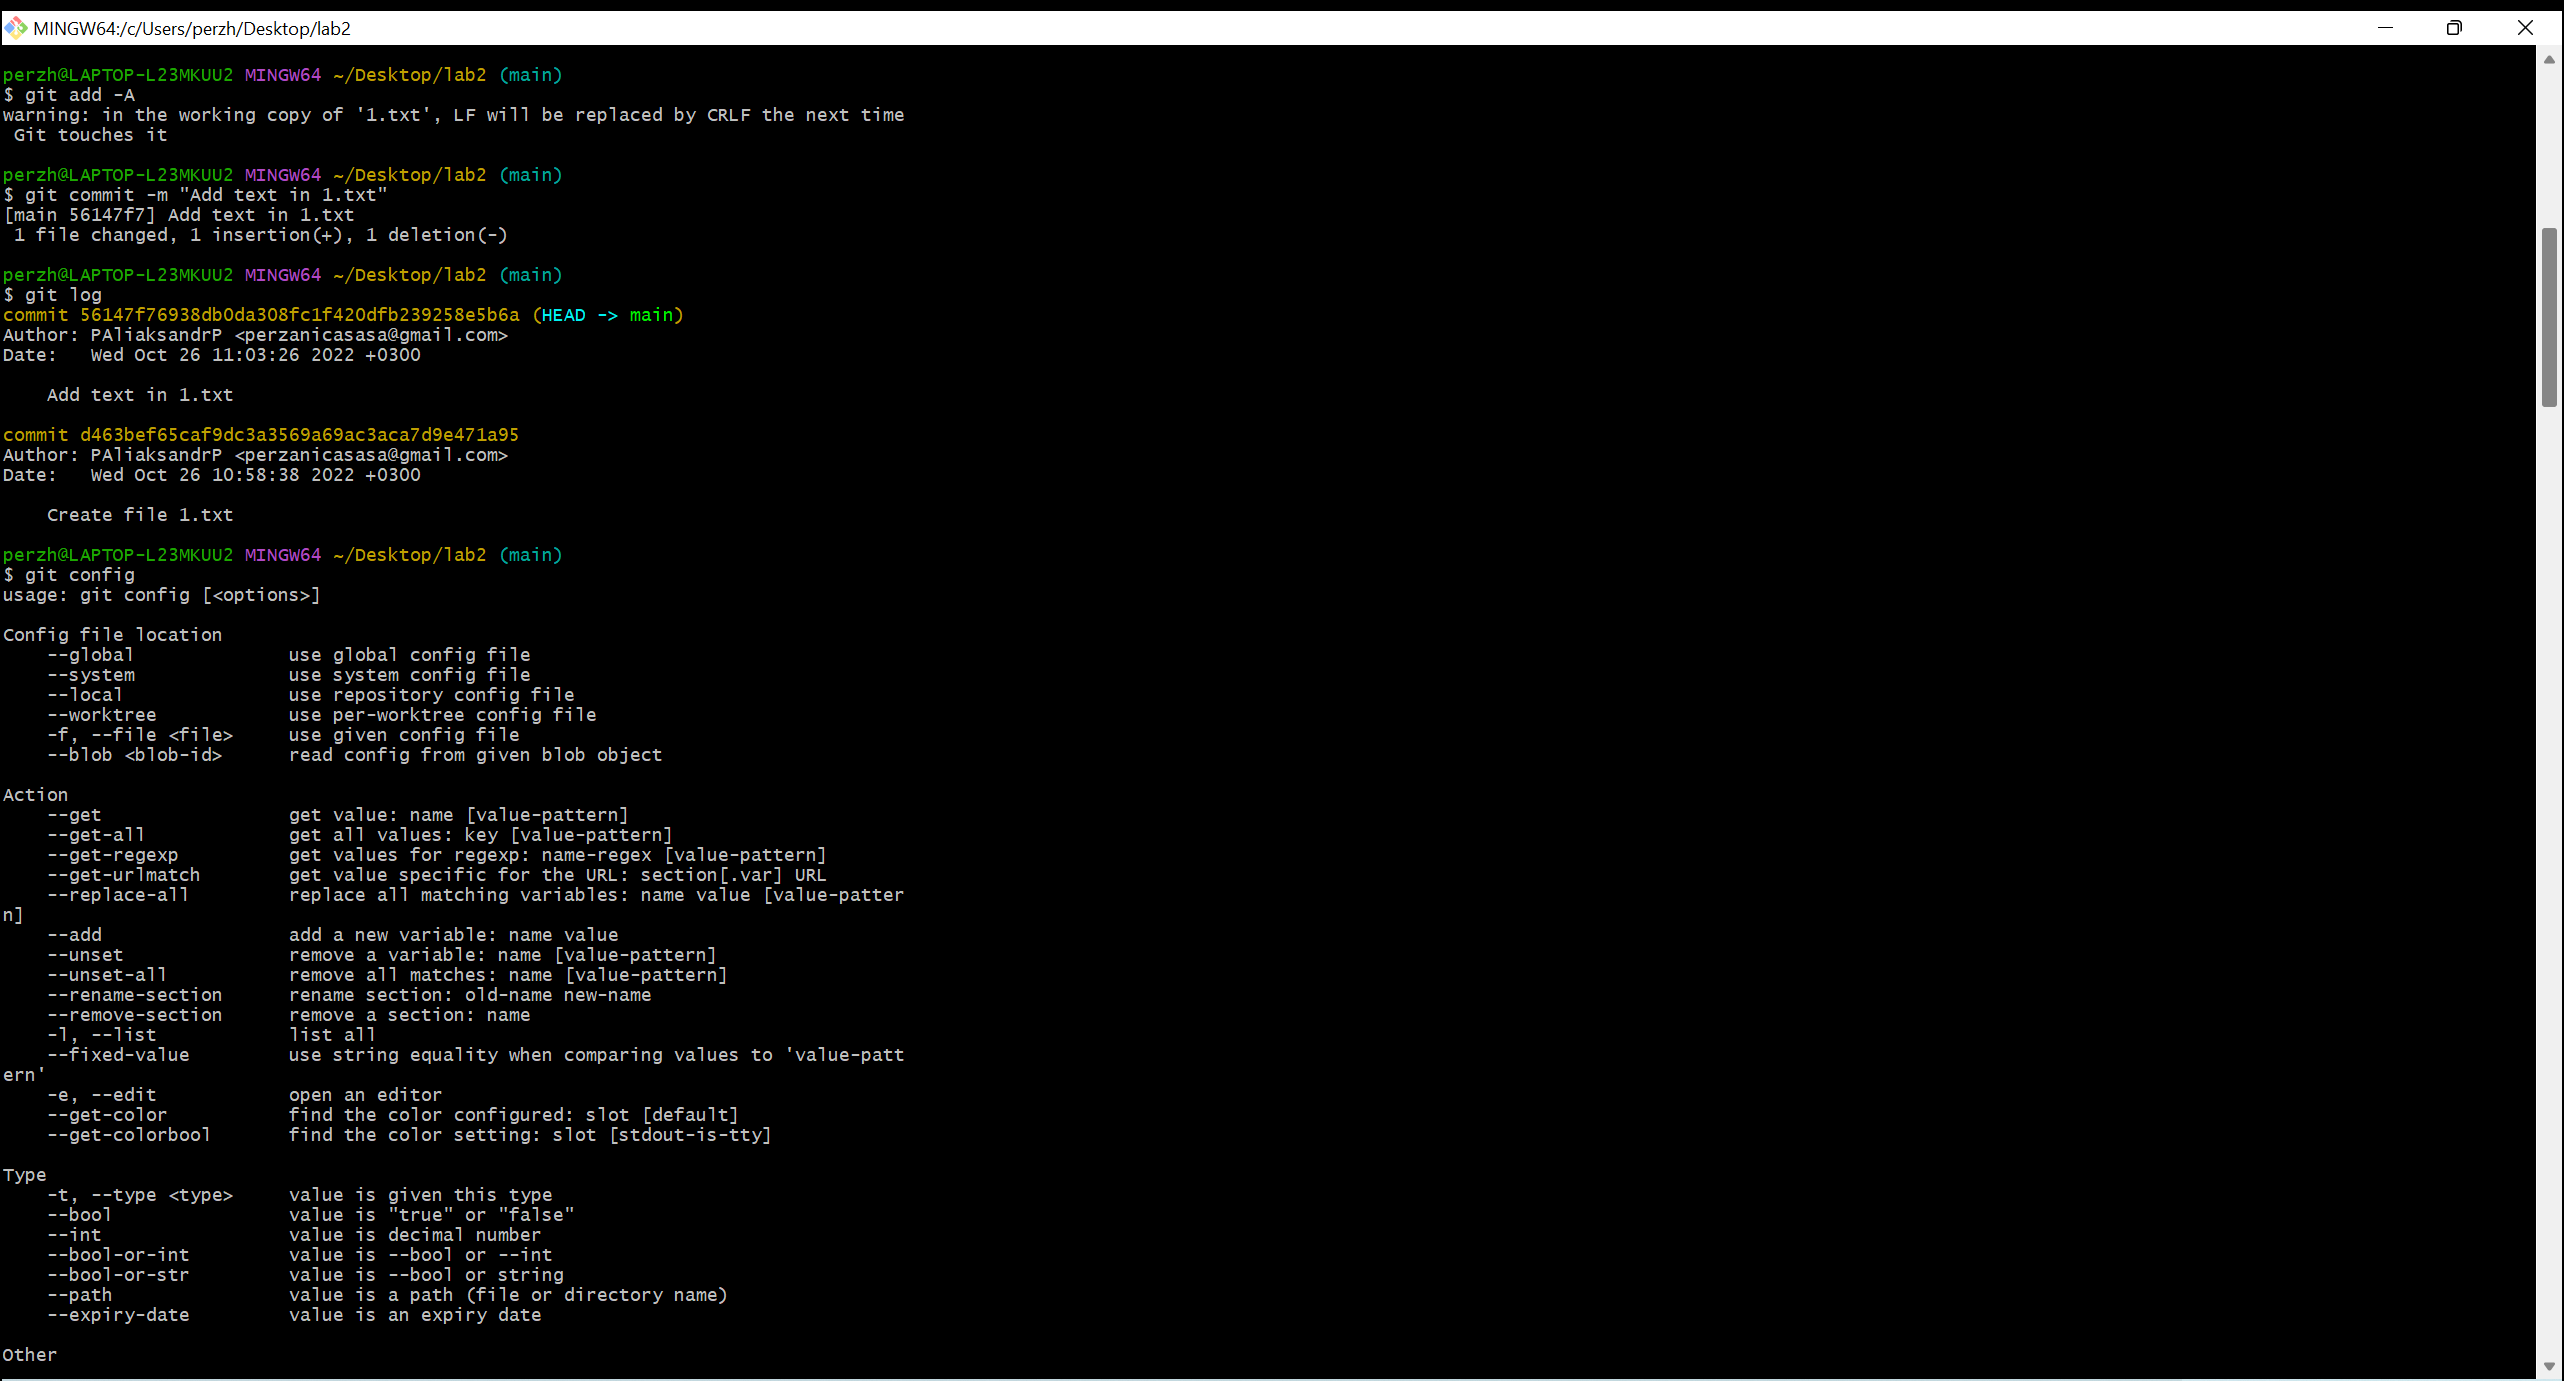 MINGW64:/c/Users/perzh/Desktop/lab2
perzh@LAPTOP-L23MKUU2 MINGW64 ~/Desktop/lab2 (main)
$ git add -A
warning: in the working copy of '1.txt', LF will be replaced by CRLF the next time
 Git touches it
perzh@LAPTOP-L23MKUU2 MINGW64 ~/Desktop/lab2 (main)
$ git commit -m "Add text in 1.txt"
[main 56147f7] Add text in 1.txt
 1 file changed, 1 insertion(+), 1 deletion(-)
perzh@LAPTOP-L23MKUU2 MINGW64 ~/Desktop/lab2 (main)
$ git log
commit 56147f76938db0da308fc1f420dfb239258e5b6a (HEAD -> main)
Author: PAliaksandrP <perzanicasasa@gmail.com>
Date:   Wed Oct 26 11:03:26 2022 +0300
    Add text in 1.txt
commit d463bef65caf9dc3a3569a69ac3aca7d9e471a95
Author: PAliaksandrP <perzanicasasa@gmail.com>
Date:   Wed Oct 26 10:58:38 2022 +0300
    Create file 1.txt
perzh@LAPTOP-L23MKUU2 MINGW64 ~/Desktop/lab2 (main)
$ git config
usage: git config [<options>]
Config file location
    --global              use global config file
    --system              use system config file
    --local               use repository config file
    --worktree            use per-worktree config file
    -f, --file <file>     use given config file
    --blob <blob-id>      read config from given blob object
Action
    --get                 get value: name [value-pattern]
    --get-all             get all values: key [value-pattern]
    --get-regexp          get values for regexp: name-regex [value-pattern]
    --get-urlmatch        get value specific for the URL: section[.var] URL
    --replace-all         replace all matching variables: name value [value-patter
n]
    --add                 add a new variable: name value
    --unset               remove a variable: name [value-pattern]
    --unset-all           remove all matches: name [value-pattern]
    --rename-section      rename section: old-name new-name
    --remove-section      remove a section: name
    -l, --list            list all
    --fixed-value         use string equality when comparing values to 'value-patt
ern'
    -e, --edit            open an editor
    --get-color           find the color configured: slot [default]
    --get-colorbool       find the color setting: slot [stdout-is-tty]
Type
    -t, --type <type>     value is given this type
    --bool                value is "true" or "false"
    --int                 value is decimal number
    --bool-or-int         value is --bool or --int
    --bool-or-str         value is --bool or string
    --path                value is a path (file or directory name)
    --expiry-date         value is an expiry date
Other